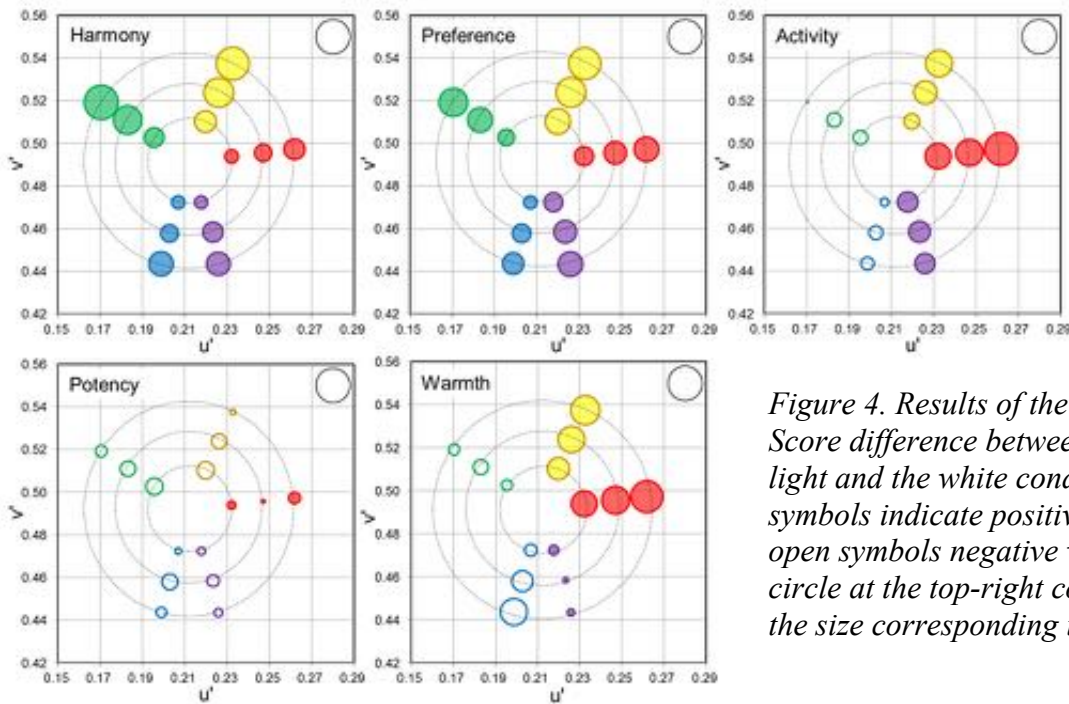 Harmony
0.56
0.54
0.52
0.50
0.48
0.46
0.44
0.42
v'
0.15 0.17 0.19 0.21 0.23 0.25 0.27 0.29
u'
Preference
0.56
0.54
0.52
0.50
0.48
0.46
0.44
0.42
v'
0.15 0.17 0.19 0.21 0.23 0.25 0.27 0.29
u'
Activity
0.56
0.54
0.52
0.50
0.48
0.46
0.44
0.42
v'
0.15 0.17 0.19 0.21 0.23 0.25 0.27 0.29
u'
Potency
0.56
0.54
0.52
0.50
0.48
0.46
0.44
0.42
v'
0.15 0.17 0.19 0.21 0.23 0.25 0.27 0.29
u'
Warmth
0.56
0.54
0.52
0.50
0.48
0.46
0.44
0.42
v'
0.15 0.17 0.19 0.21 0.23 0.25 0.27 0.29
u'
Figure 4. Results of the
Score difference betwee
light and the white cond
symbols indicate positiv
open symbols negative
circle at the top-right c
the size corresponding